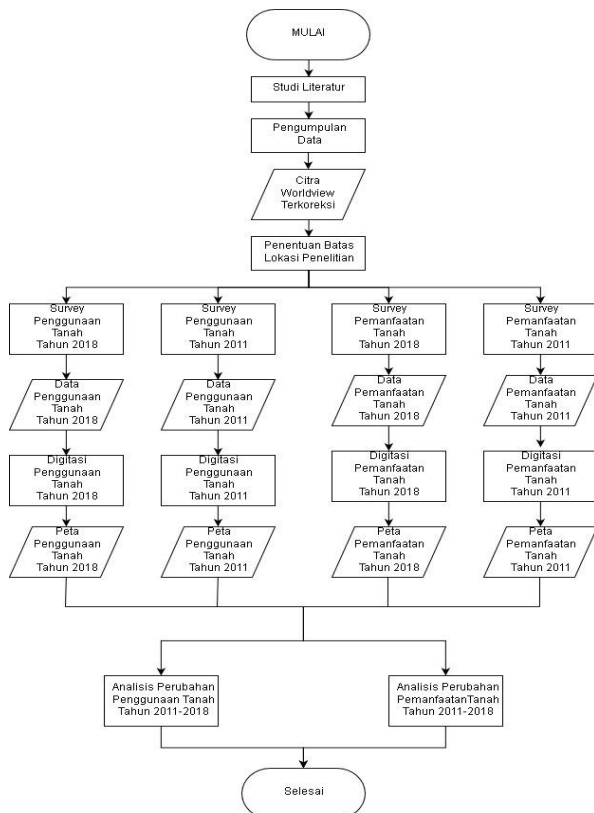 MULAI
Studi Literatur
Pengumpulan
Data
Citra
Worldview
Terkoreksi
Penentuan Batas
Lokasi Penelitian
Survey
Penggunaan
Tanah
Tahun 2018
Survey
Penggunaan
Tanah
Tahun 2011
Survey
Pemanfaatan
Tanah
Tahun 2018
Survey
Pemanfaatan
Tanah
Tahun 2011
Data
Penggunaan
Tanah
Tahun 2018
Data
Penggunaan
Tanah
Tahun 2011
Data
Pemanfaatan
Tanah
Tahun 2018
Data
Pemanfaatan
Tanah
Tahun 2011
Digitasi
Penggunaan
Tanah
Tahun 2018
Digitasi
Penggunaan
Tanah
Tahun 2011
Digitasi
Pemanfaatan
Tanah
Tahun 2018
Digitasi
Pemanfaatan
Tanah
Tahun 2011
Peta
Penggunaan
Tanah
Tahun 2018
Peta
Penggunaan
Tanah
Tahun 2011
Peta
Pemanfaatan
Tanah
Tahun 2018
Peta
Pemanfaatan
Tanah
Tahun 2011
Analisis Perubahan
Penggunaan Tanah
Tahun 2011-2018
Analisis Perubahan
PemanfaatanTanah
Tahun 2011-2018
Selesai